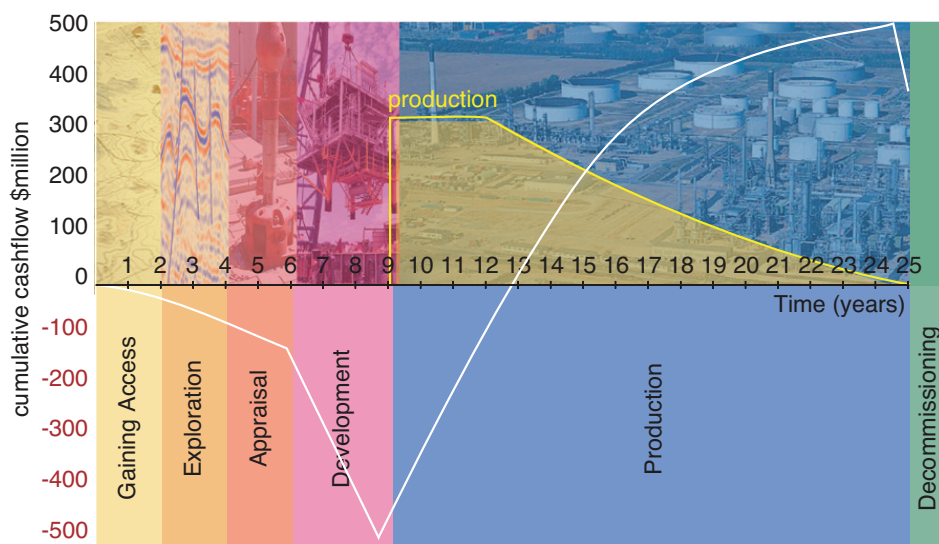 500
400
300
200
100
0
-100
-200
-300
-400
-500
cumulative cashflow $million
production
1 2 3 4 5 6 7 8 9 10 11 12 13 14 15 16 17 18 19 20 21 22 23 24 25
Time (years)
Gaining Access
Exploration
Appraisal
Development
Production
Decommissioning